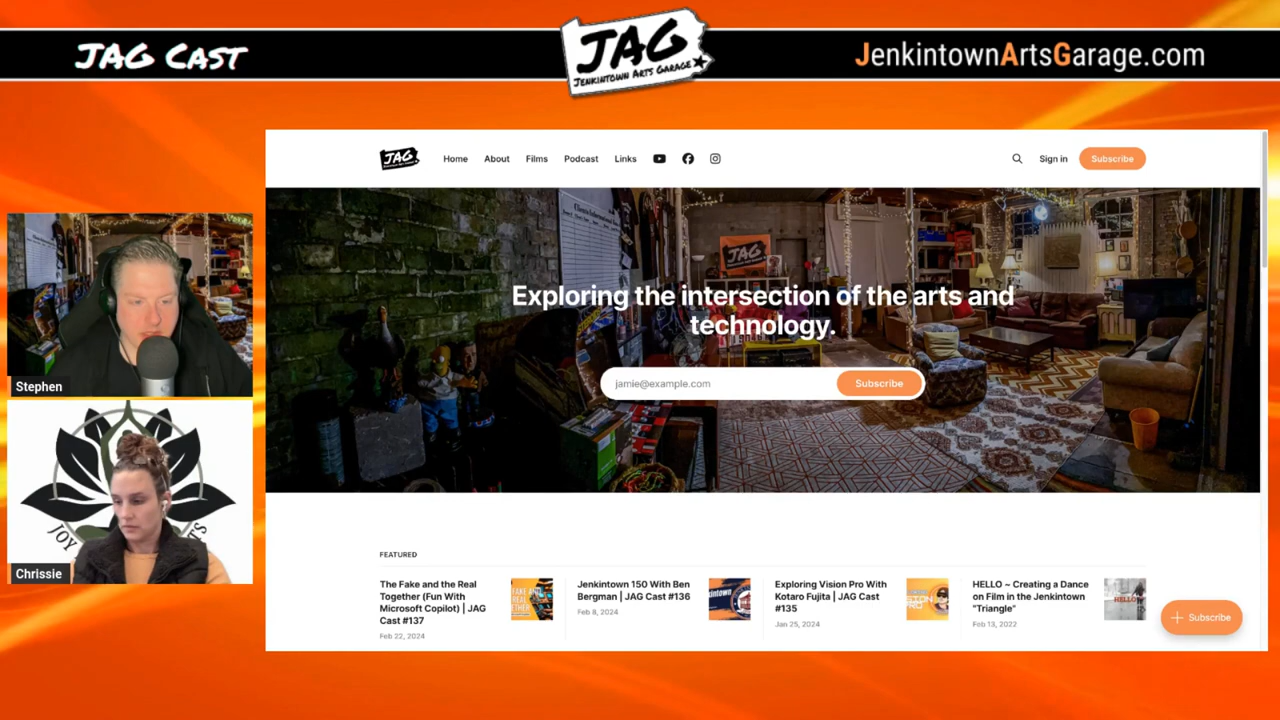 JAG CAST
JAG
JENKINTOWN ARTS GARAGE
JenkintownArtsGarage.com
JAG
Home
About
Films
Podcast
Links
Sign in
Subscribe
JAG
Exploring the intersection of the arts and
technology.
jamie@example.com
Subscribe
Stephen
JOY
Chrissie
FEATURED
The Fake and the Real
Together (Fun With
Microsoft Copilot) | JAG
Cast #137
Feb 22, 2024
Jenkintown 150 With Ben
Bergman | JAG Cast #136
Feb 8, 2024
Exploring Vision Pro With
Kotaro Fujita | JAG Cast
#135
Jan 25, 2024
HELLO ~ Creating a Dance
on Film in the Jenkintown
"Triangle"
Feb 13, 2022
HELLO
Subscribe